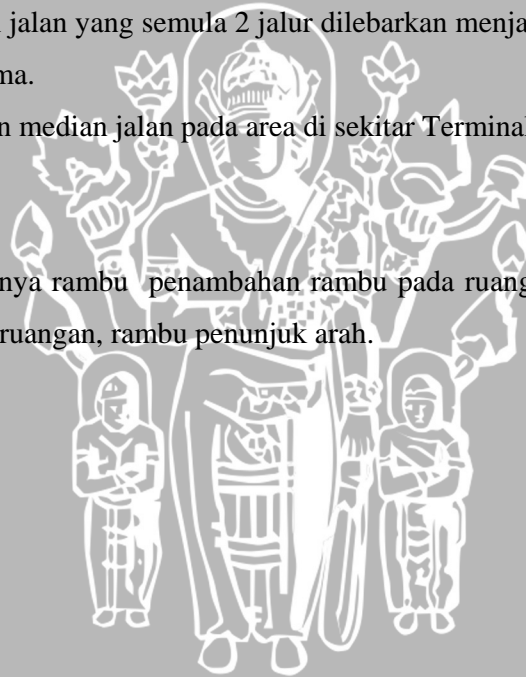 jalan yang semula 2 jalur dilebarkan menja
ma.
n median jalan pada area di sekitar Terminal
nya rambu penambahan rambu pada ruang
ruangan, rambu penunjuk arah.